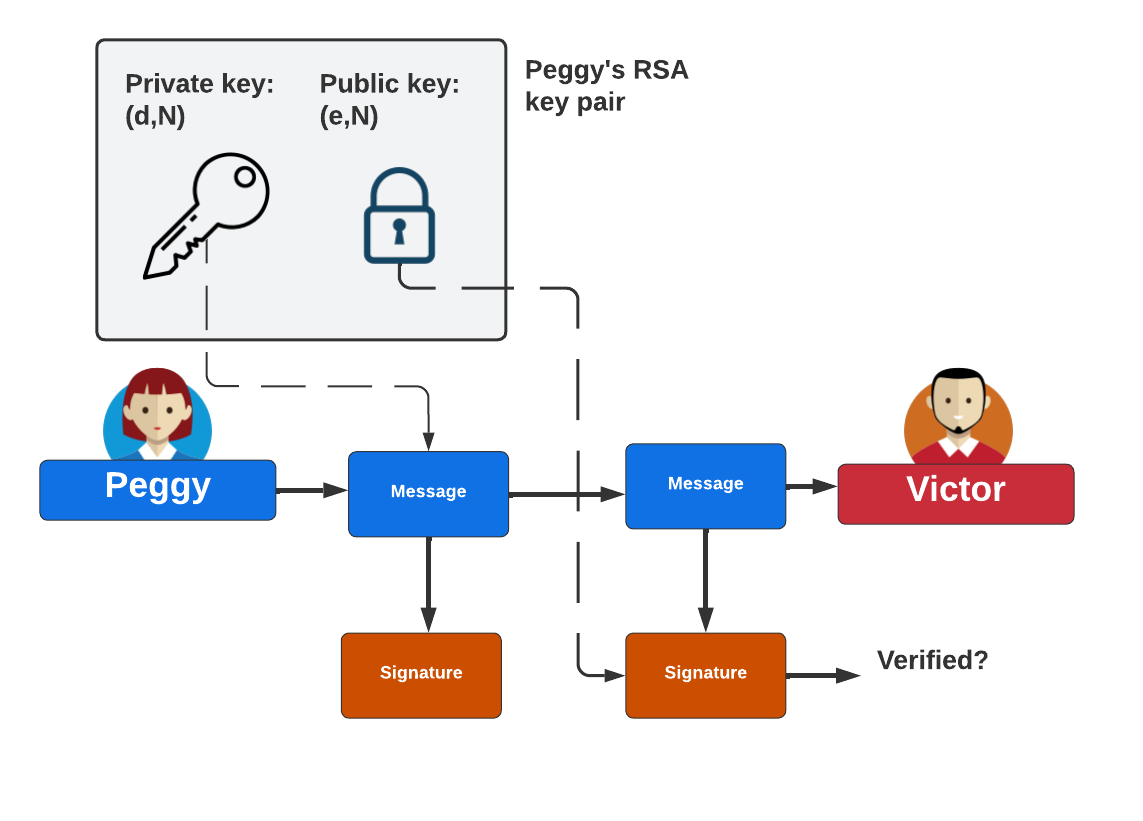 Private key:
(d,N)
Public key:
(e,N)
Peggy's RSA
key pair
Peggy
Message
Message
Victor
Signature
Signature
Verified?